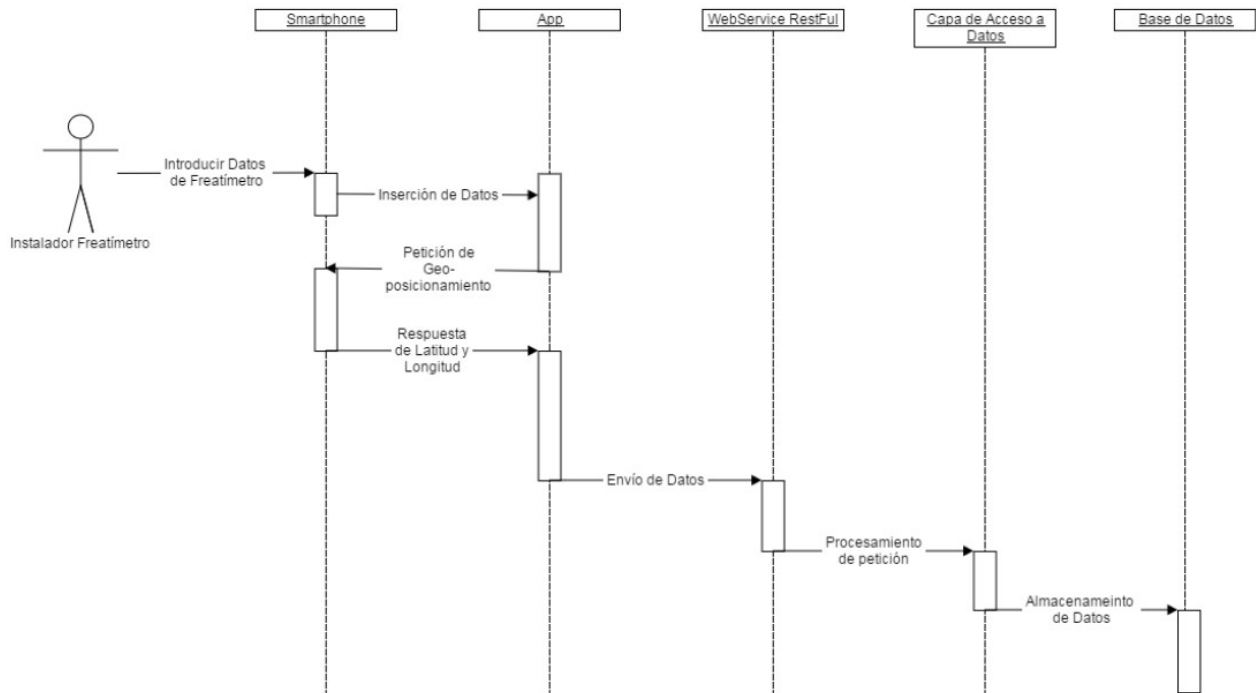 Smartphone
App
WebService RestFul
Capa de Acceso a
Datos
Base de Datos
Introducir Datos
de Freatímetro
Inserción de Datos
Instalador Freatímetro
Petición de
Geo-
posicionamiento
Respuesta
de Latitud y
Longitud
Envío de Datos
Procesamiento
de petición
Almacenameinto
de Datos